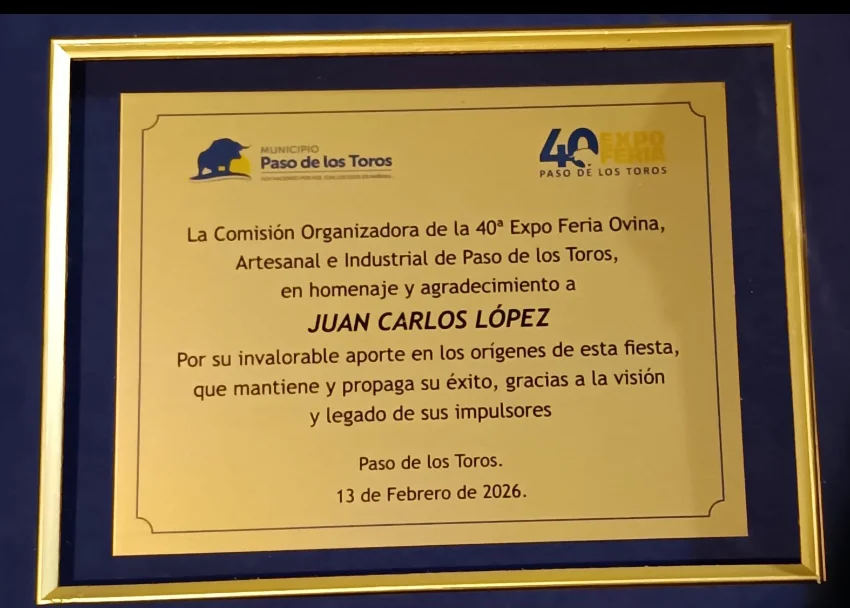 MUNICIPIO
Paso de los Toros
40 EXPO
FERIA
PASO DE LOS TOROS
La Comisión Organizadora de la 40ª Expo Feria Ovina,
Artesanal e Industrial de Paso de los Toros,
en homenaje y agradecimiento a
JUAN CARLOS LÓPEZ
Por su invalorable aporte en los orígenes de esta fiesta,
que mantiene y propaga su éxito, gracias a la visión
y legado de sus impulsores
Paso de los Toros.
13 de Febrero de 2026.